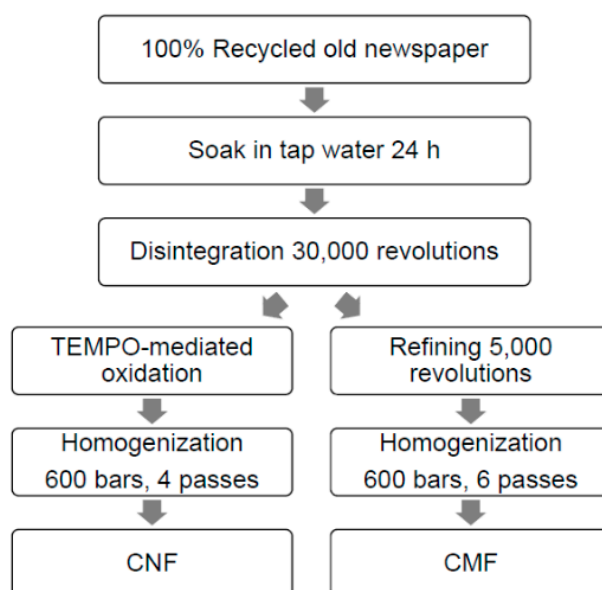 100% Recycled old newspaper
Soak in tap water 24 h
Disintegration 30,000 revolutions
TEMPO-mediated
oxidation
Refining 5,000
revolutions
Homogenization
600 bars, 4 passes
Homogenization
600 bars, 6 passes
CNF
CMF